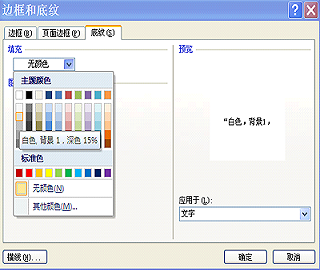 边框和底纹
边框(B) 页面边框(P) 底纹(S)
填充
无颜色
主题颜色
白色, 背景 1, 深色 15%
标准色
无颜色(N)
其他颜色(M)...
预览
"白色，背景1，
应用于(L):
文字
横线(H)... 确定 取消